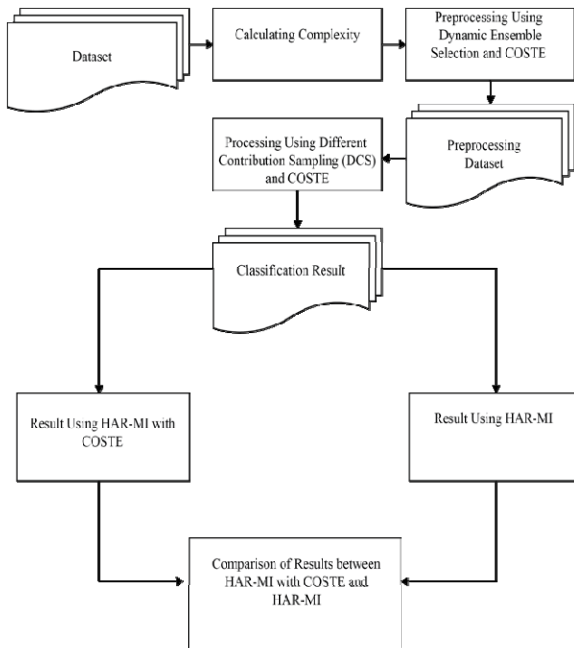 Dataset
Calculating Complexity
Preprocessing Using
Dynamic Ensemble
Selection and COSTE
Processing Using Different
Contribution Sampling (DCS)
and COSTE
Preprocessing
Dataset
Classification Result
Result Using HAR-MI with
COSTE
Result Using HAR-MI
Comparison of Results between
HAR-MI with COSTE and
HAR-MI